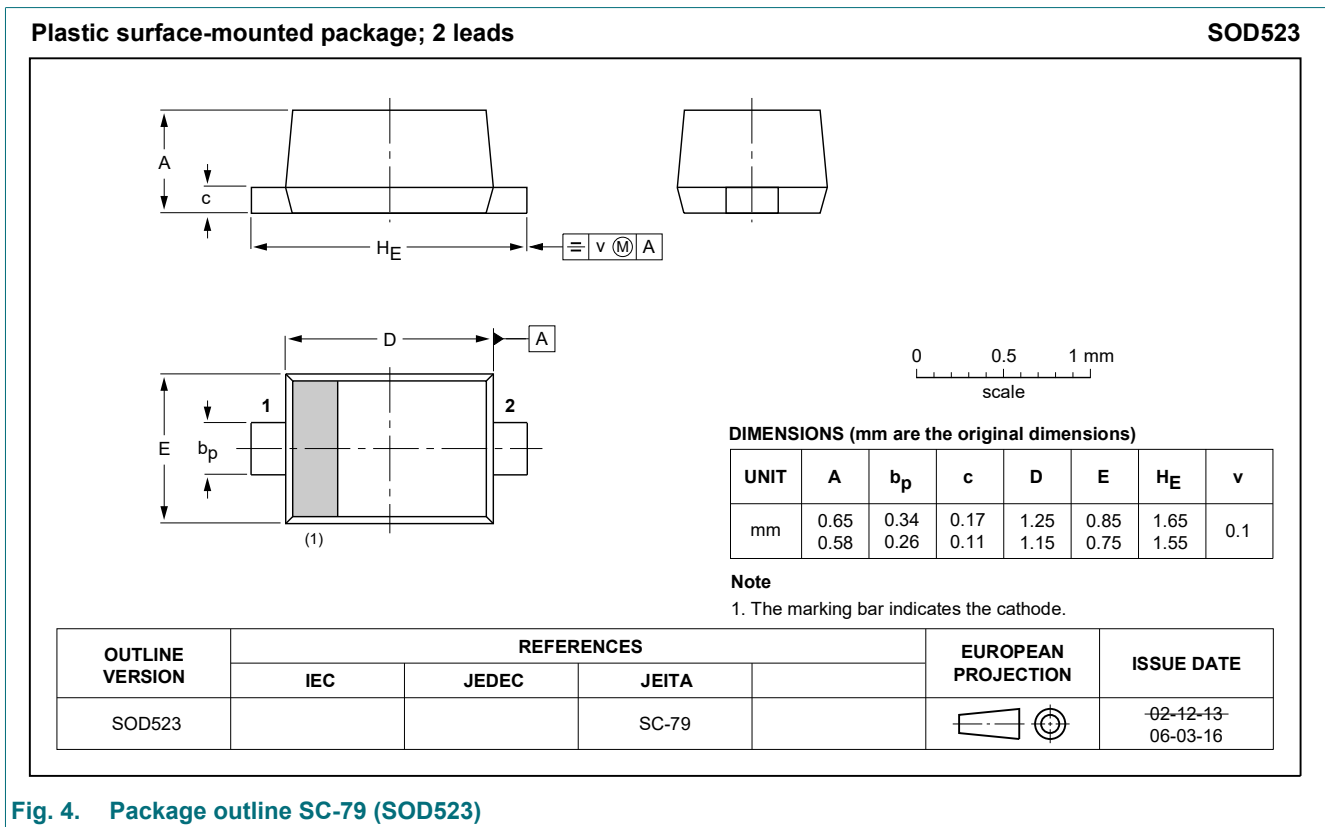 Plastic surface-mounted package; 2 leads SOD523
A
c
HE
= v M A
D A
1 2
E bp
(1)
0 0.5 1 mm
scale
DIMENSIONS (mm are the original dimensions)
UNIT A bp c D E HE v
mm 0.65 0.58 0.34 0.26 0.17 0.11 1.25 1.15 0.85 0.75 1.65 1.55 0.1
Note
1. The marking bar indicates the cathode.
OUTLINE VERSION REFERENCES EUROPEAN PROJECTION ISSUE DATE
IEC JEDEC JEITA
SOD523 SC-79 02-12-13
06-03-16
Fig. 4. Package outline SC-79 (SOD523)